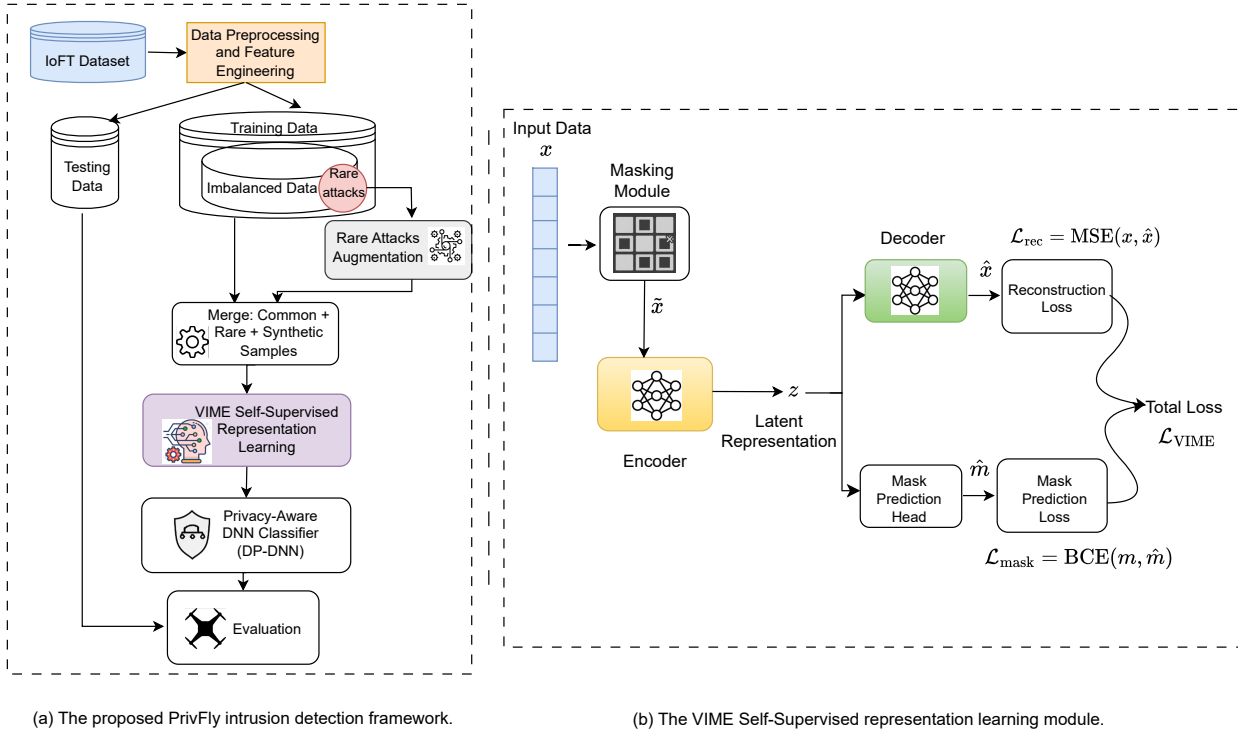 IoFT Dataset
Data Preprocessing
and Feature
Engineering
Testing
Data
Training Data
Imbalanced Data
Rare
attacks
Rare Attacks
Augmentation
Merge: Common +
Rare + Synthetic
Samples
VIME Self-Supervised
Representation
Learning
Privacy-Aware
DNN Classifier
(DP-DNN)
Evaluation
(a) The proposed PrivFly intrusion detection framework.
Input Data
x
Masking
Module
x̃
Encoder
z
Latent
Representation
Decoder
x̂
ℒrec = MSE(x, x̂)
Reconstruction
Loss
Mask
Prediction
Head
m̂
Mask
Prediction
Loss
ℒmask = BCE(m, m̂)
Total Loss
ℒVIME
(b) The VIME Self-Supervised representation learning module.